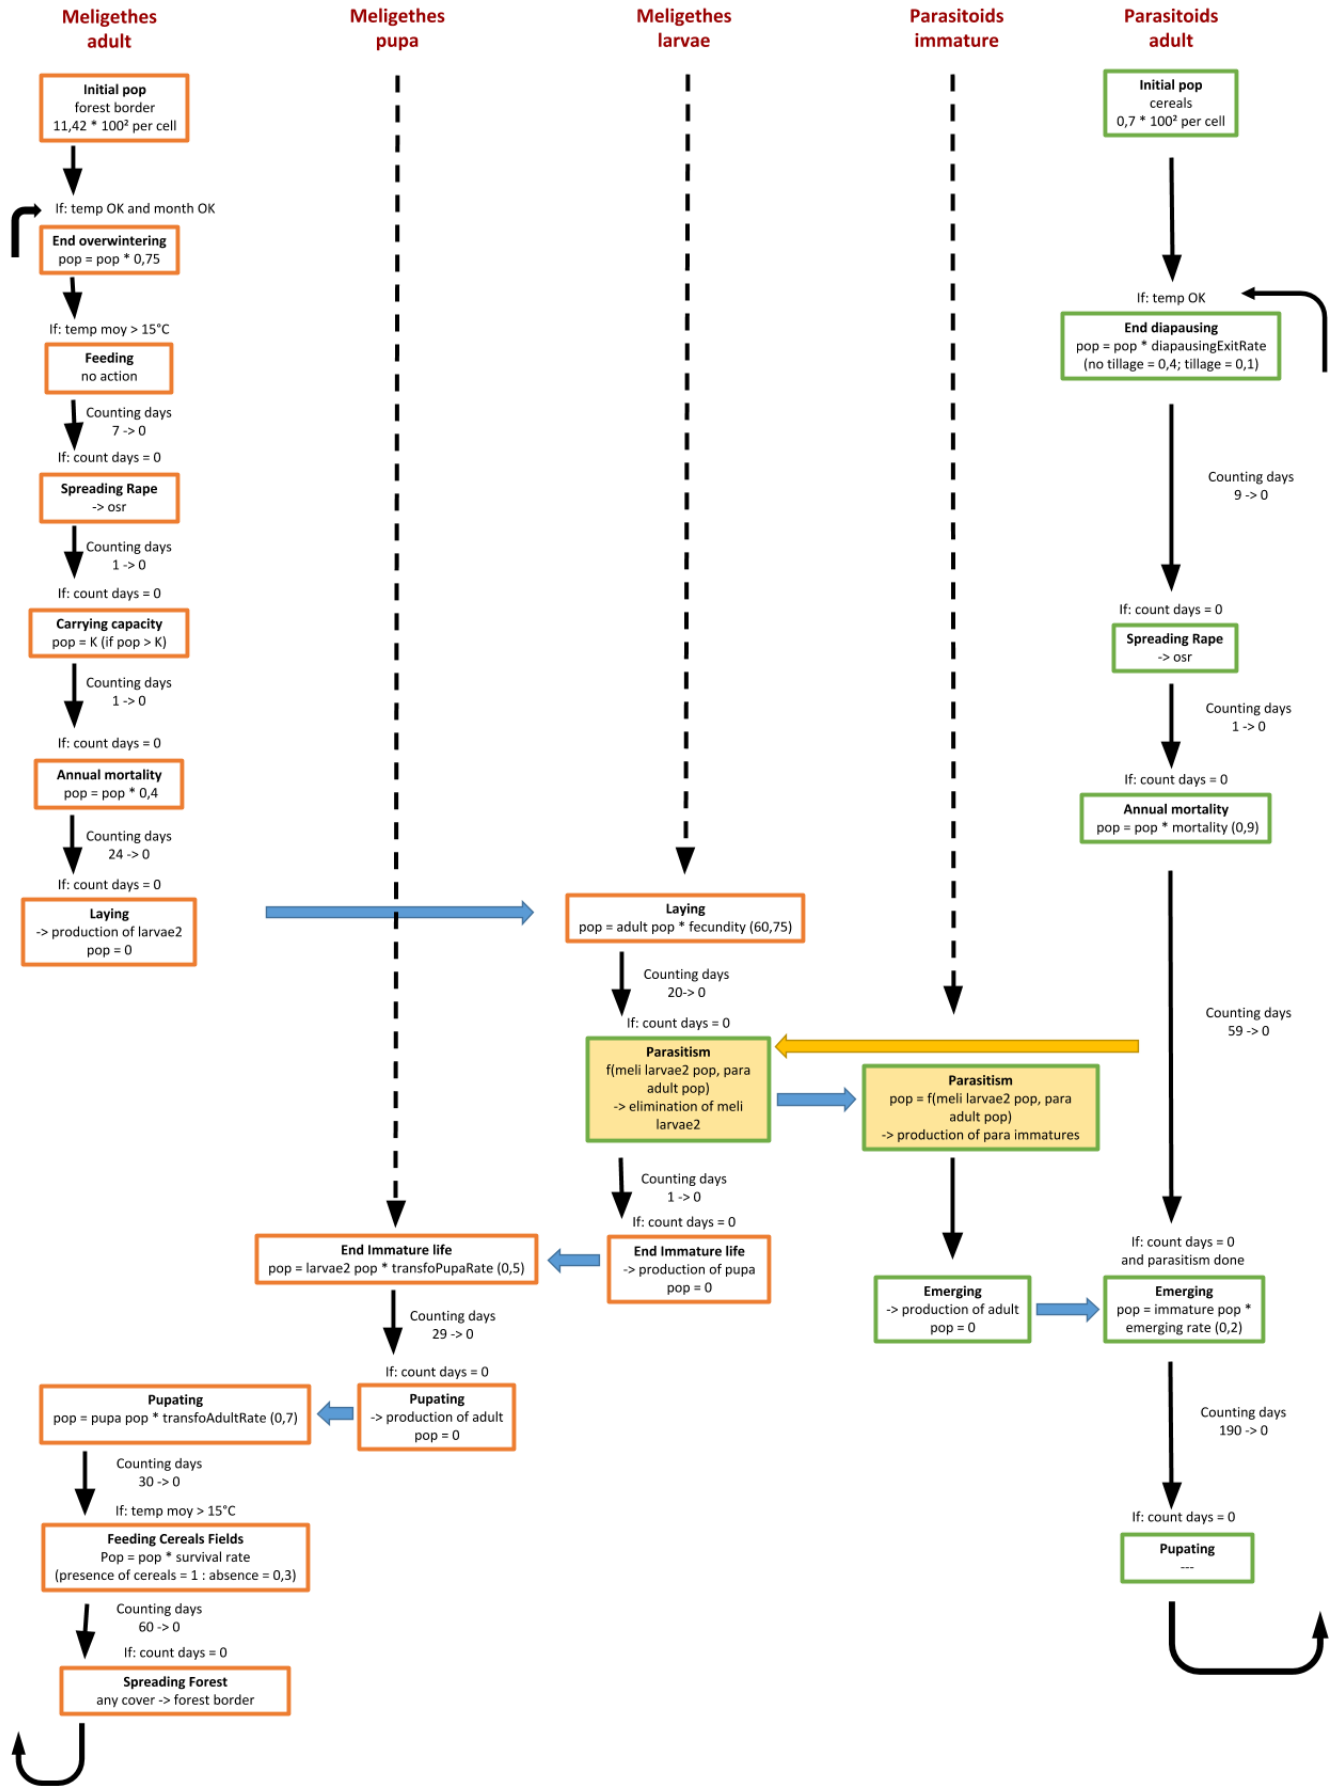 Meligethes
adult
Meligethes
pupa
Meligethes
larvae
Parasitoids
immature
Parasitoids
adult
Initial pop
forest border
11,42 * 100² per cell
If: temp OK and month OK
End overwintering
pop = pop * 0,75
If: temp moy > 15°C
Feeding
no action
Counting days
7 -> 0
If: count days = 0
Spreading Rape
-> osr
Counting days
1 -> 0
If: count days = 0
Carrying capacity
pop = K (if pop > K)
Counting days
1 -> 0
If: count days = 0
Annual mortality
pop = pop * 0,4
Counting days
24 -> 0
If: count days = 0
Laying
-> production of larvae2
pop = 0
Laying
pop = adult pop * fecundity (60,75)
Counting days
20-> 0
If: count days = 0
Parasitism
f(meli larvae2 pop, para
adult pop)
-> elimination of meli
larvae2
Counting days
1 -> 0
If: count days = 0
End Immature life
-> production of pupa
pop = 0
End Immature life
pop = larvae2 pop * transfoPupaRate (0,5)
Counting days
29 -> 0
If: count days = 0
Pupating
-> production of adult
pop = 0
Pupating
pop = pupa pop * transfoAdultRate (0,7)
Counting days
30 -> 0
If: temp moy > 15°C
Feeding Cereals Fields
Pop = pop * survival rate
(presence of cereals = 1 : absence = 0,3)
Counting days
60 -> 0
If: count days = 0
Spreading Forest
any cover -> forest border
Parasitism
pop = f(meli larvae2 pop, para
adult pop)
-> production of para immatures
Emerging
-> production of adult
pop = 0
Initial pop
cereals
0,7 * 100² per cell
If: temp OK
End diapausing
pop = pop * diapausingExitRate
(no tillage = 0,4; tillage = 0,1)
Counting days
9 -> 0
If: count days = 0
Spreading Rape
-> osr
Counting days
1 -> 0
If: count days = 0
Annual mortality
pop = pop * mortality (0,9)
Counting days
59 -> 0
If: count days = 0
and parasitism done
Emerging
pop = immature pop *
emerging rate (0,2)
Counting days
190 -> 0
If: count days = 0
Pupating
---